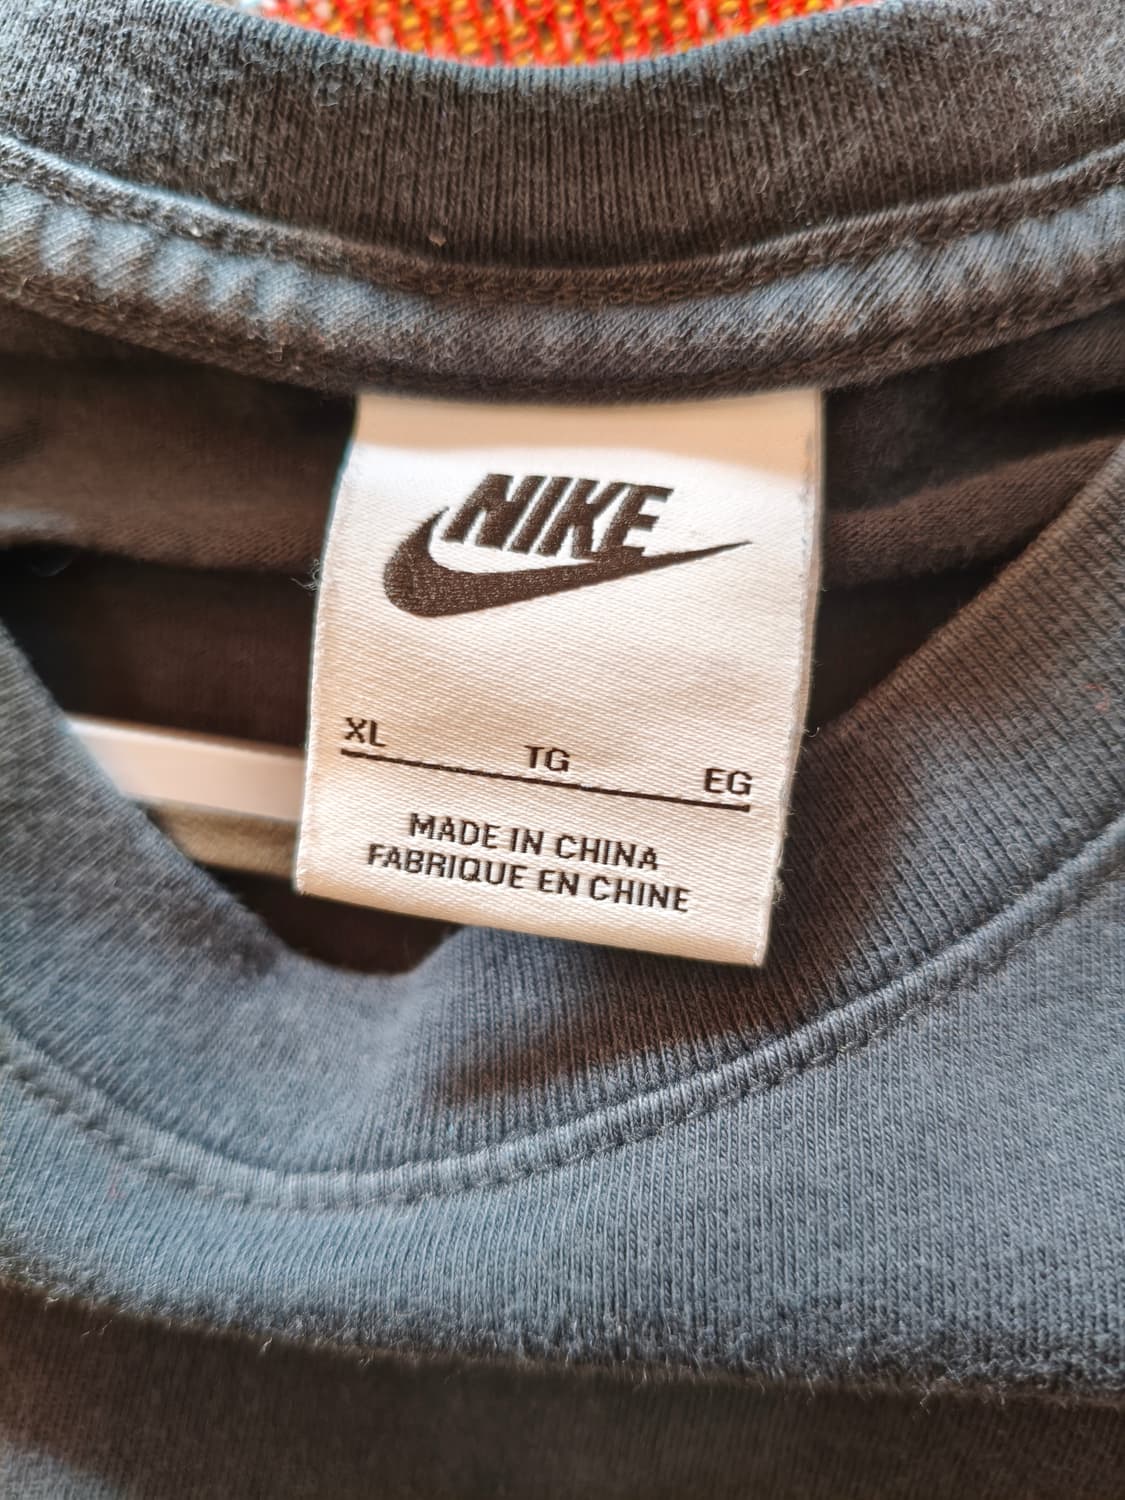 NIKE
XL TG EG
MADE IN CHINA
FABRIQUE EN CHINE